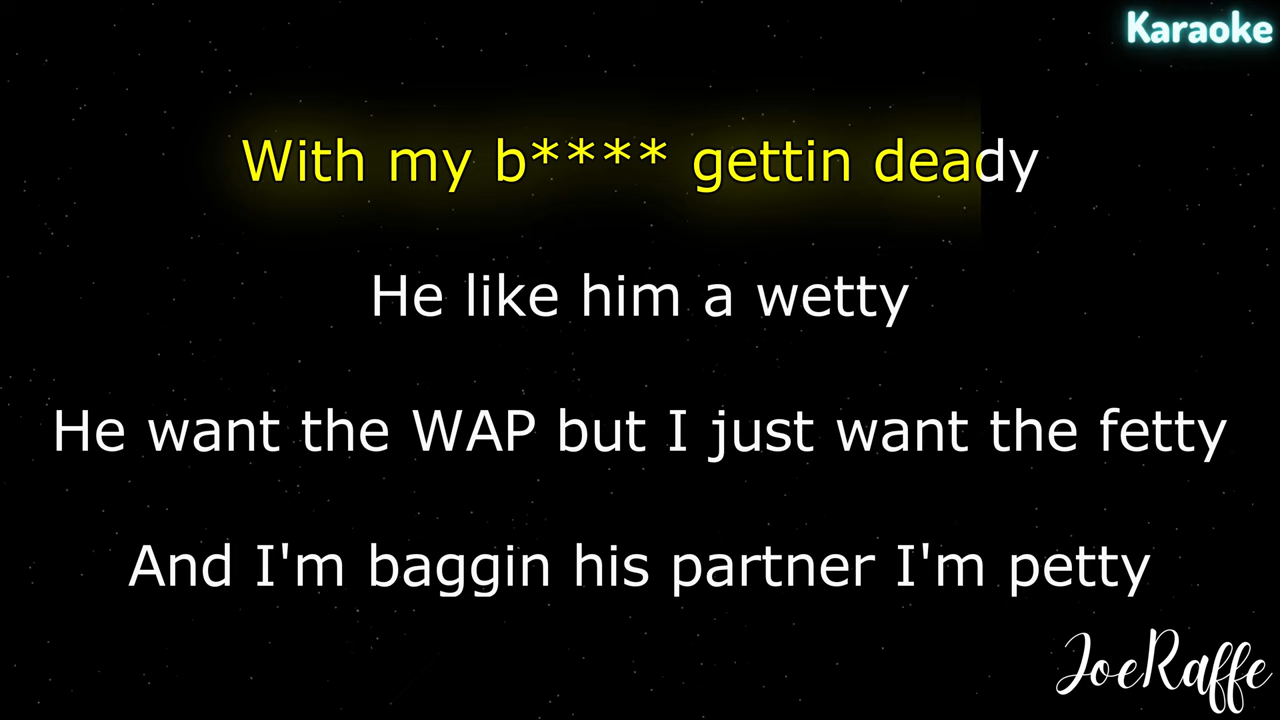 Karaoke
With my b**** gettin deady
He like him a wetty
He want the WAP but I just want the fetty
And I'm baggin his partner I'm petty
JoeRaffe